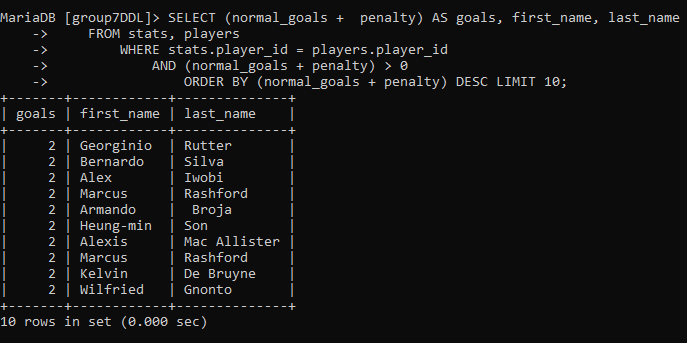 MariaDB [group7DDL]> SELECT (normal_goals +  penalty) AS goals, first_name, last_name
    ->     FROM stats, players
    ->         WHERE stats.player_id = players.player_id
    ->             AND (normal_goals + penalty) > 0
    ->                 ORDER BY (normal_goals + penalty) DESC LIMIT 10;
+-------+------------+--------------+
| goals | first_name | last_name    |
+-------+------------+--------------+
|     2 | Georginio  | Rutter       |
|     2 | Bernardo   | Silva        |
|     2 | Alex       | Iwobi        |
|     2 | Marcus     | Rashford     |
|     2 | Armando    |  Broja       |
|     2 | Heung-min  | Son          |
|     2 | Alexis     | Mac Allister |
|     2 | Marcus     | Rashford     |
|     2 | Kelvin     | De Bruyne    |
|     2 | Wilfried   | Gnonto       |
+-------+------------+--------------+
10 rows in set (0.000 sec)